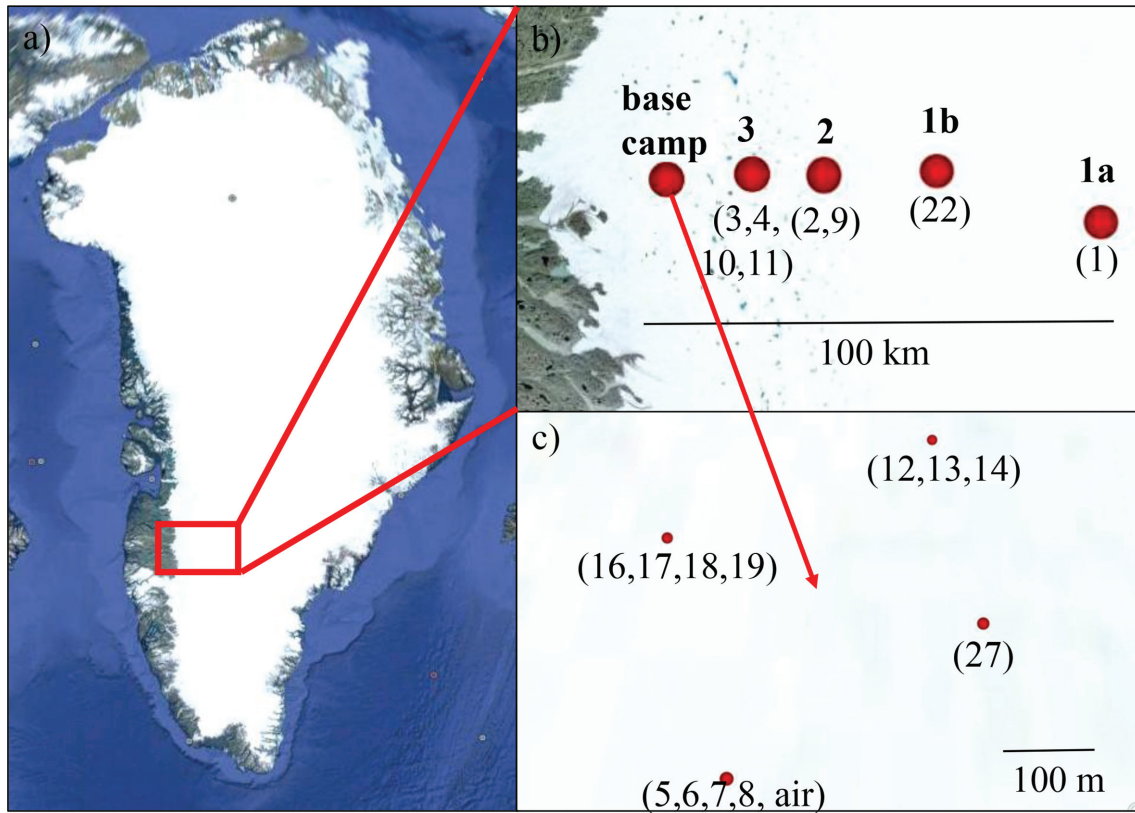 a)
b)
base
camp
3
2
1b
1a
(3,4,
10,11)
(2,9)
(22)
(1)
100 km
c)
(12,13,14)
(16,17,18,19)
(27)
(5,6,7,8, air)
100 m